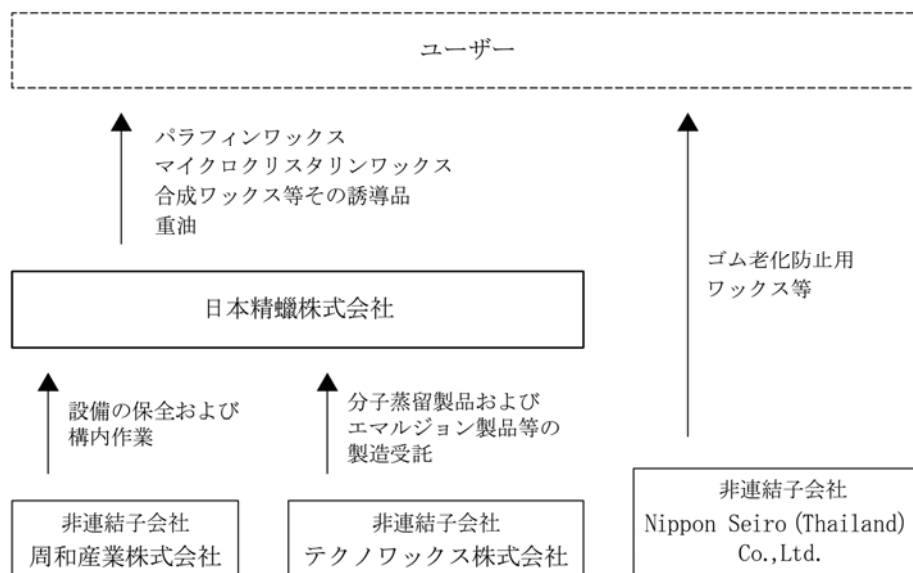 ユーザー
パラフィンワックス
マイクロクリスタリンワックス
合成ワックス等その誘導品
重油
ゴム老化防止用
ワックス等
日本精蠟株式会社
設備の保全および
構内作業
分子蒸留製品および
エマルジョン製品等の
製造受託
非連結子会社
周和産業株式会社
非連結子会社
テクノワックス株式会社
非連結子会社
Nippon Seiro (Thailand)
Co.,Ltd.